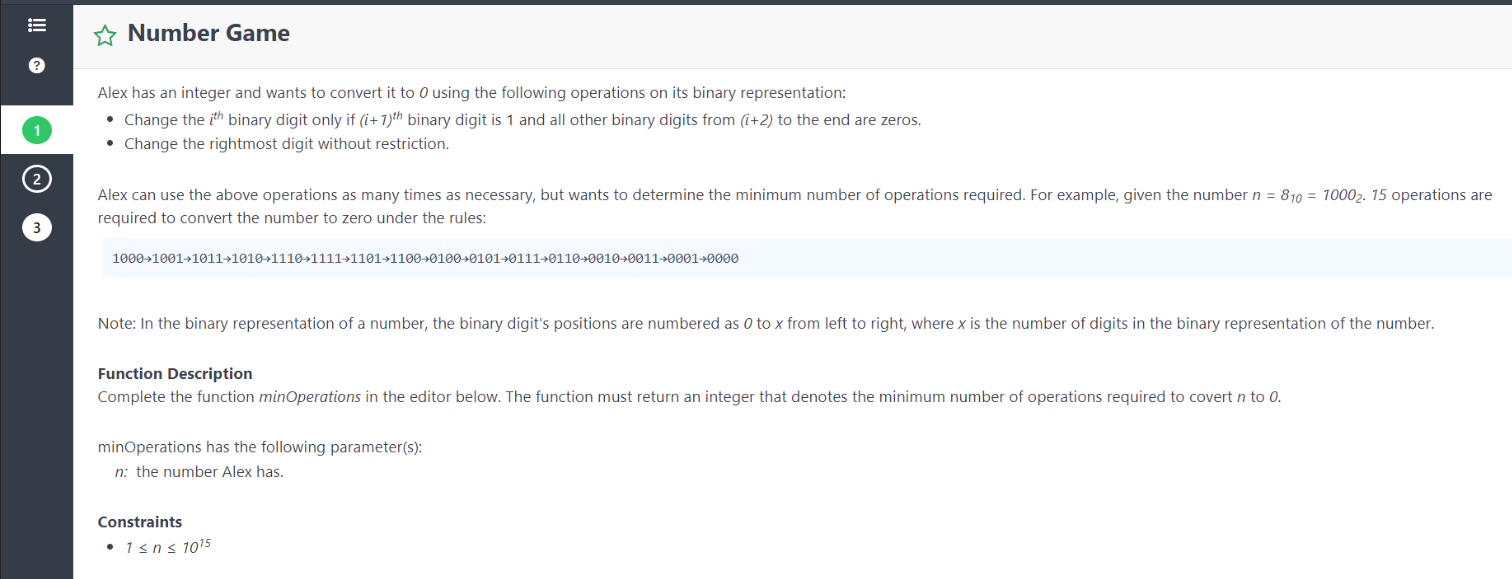 Number Game
?
1
2
3
Alex has an integer and wants to convert it to 0 using the following operations on its binary representation:
• Change the ith binary digit only if (i+1)th binary digit is 1 and all other binary digits from (i+2) to the end are zeros.
• Change the rightmost digit without restriction.
Alex can use the above operations as many times as necessary, but wants to determine the minimum number of operations required. For example, given the number n = 8₁₀ = 1000₂. 15 operations are
required to convert the number to zero under the rules:
1000→1001→1011→1010→1110→1111→1101→1100→0100→0101→0111→0110→0010→0011→0001→0000
Note: In the binary representation of a number, the binary digit's positions are numbered as 0 to x from left to right, where x is the number of digits in the binary representation of the number.
Function Description
Complete the function minOperations in the editor below. The function must return an integer that denotes the minimum number of operations required to covert n to 0.
minOperations has the following parameter(s):
n: the number Alex has.
Constraints
• 1 ≤ n ≤ 10¹⁵